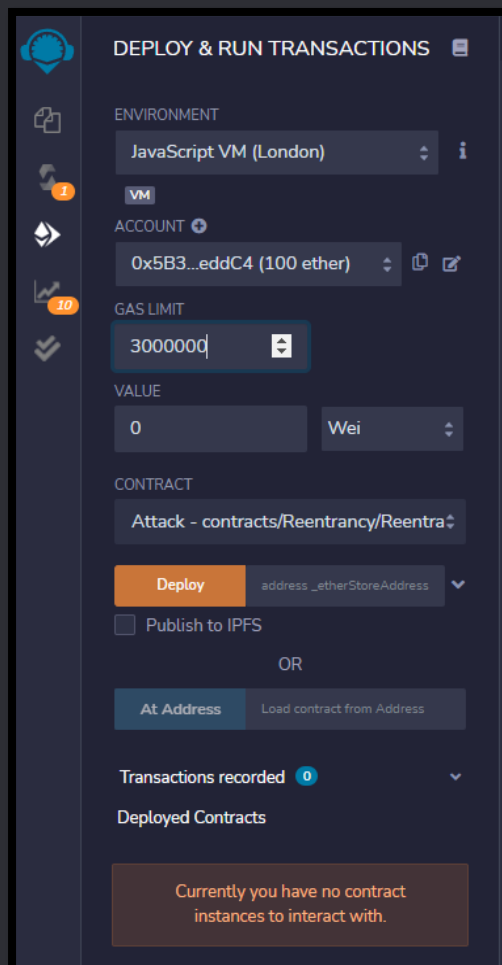 DEPLOY & RUN TRANSACTIONS
ENVIRONMENT
JavaScript VM (London)
VM
1
ACCOUNT
0x5B3...eddC4 (100 ether)
GAS LIMIT
10
3000000
VALUE
0 Wei
CONTRACT
Attack - contracts/Reentrancy/Reentra
Deploy address _etherStoreAddress
Publish to IPFS
OR
At Address Load contract from Address
Transactions recorded 0
Deployed Contracts
Currently you have no contract
instances to interact with.